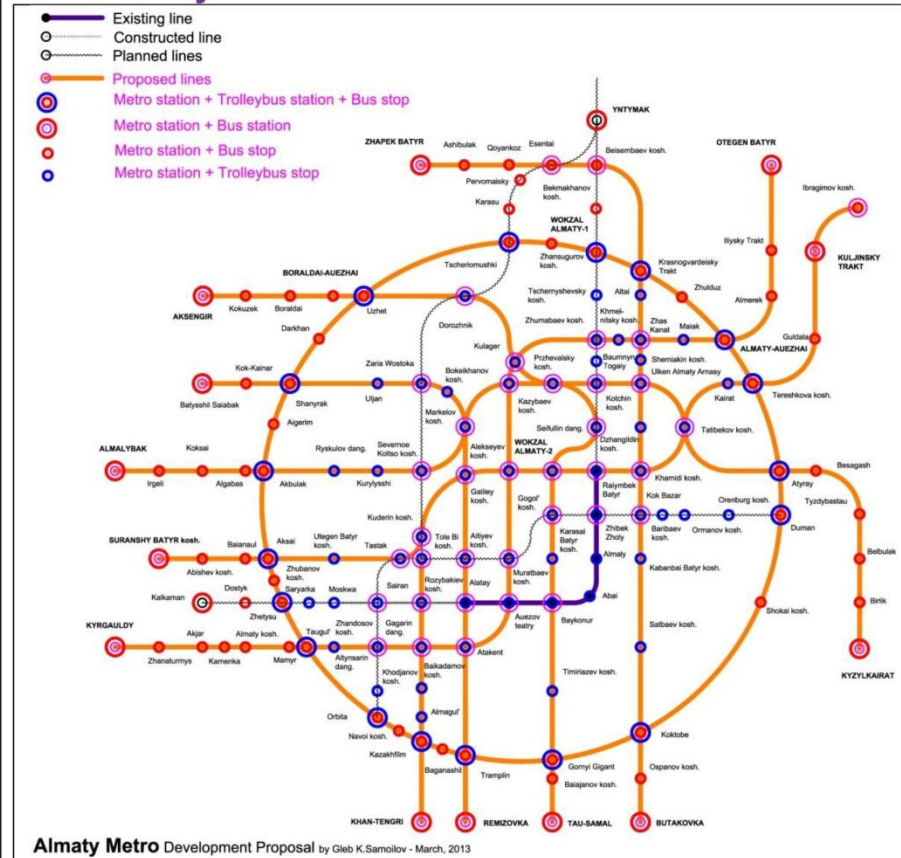 Existing line
Constructed line
Planned lines
Proposed lines
Metro station + Trolleybus station + Bus stop
Metro station + Bus station
Metro station + Bus stop
Metro station + Trolleybus stop
YNTYMAK
ZHAPEK BATYR
Ashibulak
Qoyankoz
Esentai
Beisembaev kosh.
OTEGEN BATYR
Pervomaisky
Bekmakhanov
kosh.
Ibragimov kosh.
Karasu
WOKZAL
ALMATY-1
Iliysky Trakt
KULJINSKY
TRAKT
Tscheriomushki
Zhansugurov
kosh.
Krasnogvardeisky
Trakt
BORALDAI-AUEZHAI
Tschernyshevsky
kosh.
Altai
Zhulduz
Almerek
AKSENGIR
Kokuzek
Boraldai
Uzhet
Dorozhnik
Khmel-
nitsky kosh.
Zhumabaev kosh.
Zhas
Kanat
Maiak
Guldala
Darkhan
Kulager
ALMATY-AUEZHAI
Zaria Wostoka
Bokeikhanov
kosh.
Przhevalsky
kosh.
Baumnyn
Togaiy
Shemiakin kosh.
Ulken Almaty Arnasy
Kok-Kainar
Batysshil Saiabak
Shanyrak
Uljan
Markelov
kosh.
Kazybaev
kosh.
Kotchin
kosh.
Kairat
Tereshkova kosh.
Aigerim
Seifullin dang.
Dzhangildin
kosh.
Tatibekov kosh.
ALMALYBAK
Koksai
Ryskulov dang.
Severnoe
Koltso kosh.
Alekseyev
kosh.
WOKZAL
ALMATY-2
Besagash
Irgeli
Algabas
Akbulak
Kurylysshi
Galiley
kosh.
Gogol'
kosh.
Raiymbek
Batyr
Khamidi kosh.
Atyray
Tyzdybastau
Kok Bazar
Orenburg kosh.
Kuderin kosh.
SURANSHY BATYR kosh.
Aksai
Utegen Batyr
kosh.
Tastak
Tole Bi
kosh.
Altiyev
kosh.
Karasai
Batyr
kosh.
Zhibek
Zholy
Baribaev
kosh.
Ormanov kosh.
Duman
Baianaul
Abishev kosh.
Zhubanov
kosh.
Muratbaev
kosh.
Almaly
Kabanbai Batyr kosh.
Belbulak
Dostyk
Saryarka
Moskwa
Sairan
Rozybakiev
kosh.
Alatay
Kalkaman
Zhetysu
Abai
Shokai kosh.
Birlik
Zhandosov
kosh.
Gagarin
dang.
Auezov
teatry
Baykonur
Satbaev kosh.
KYRGAULDY
Akjar
Almaty kosh.
Taugul'
Atakent
Zhanaturmys
Kamenka
Mamyr
Altynsarin
dang.
Khodjanov
kosh.
Baikadamov
kosh.
Timiriazev kosh.
KYZYLKAIRAT
Almagul'
Orbita
Navoi kosh.
Kazakhfilm
Baganashil
Tramplin
Gornyi Gigant
Koktobe
Baiajanov kosh.
Ospanov kosh.
KHAN-TENGRI
REMIZOVKA
TAU-SAMAL
BUTAKOVKA
Almaty Metro Development Proposal by Gleb K.Samoilov - March, 2013